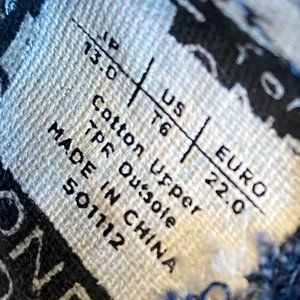 JP US EURO
13.0 T6 22.0
Cotton Upper
TPR Outsole
MADE IN CHINA
501112